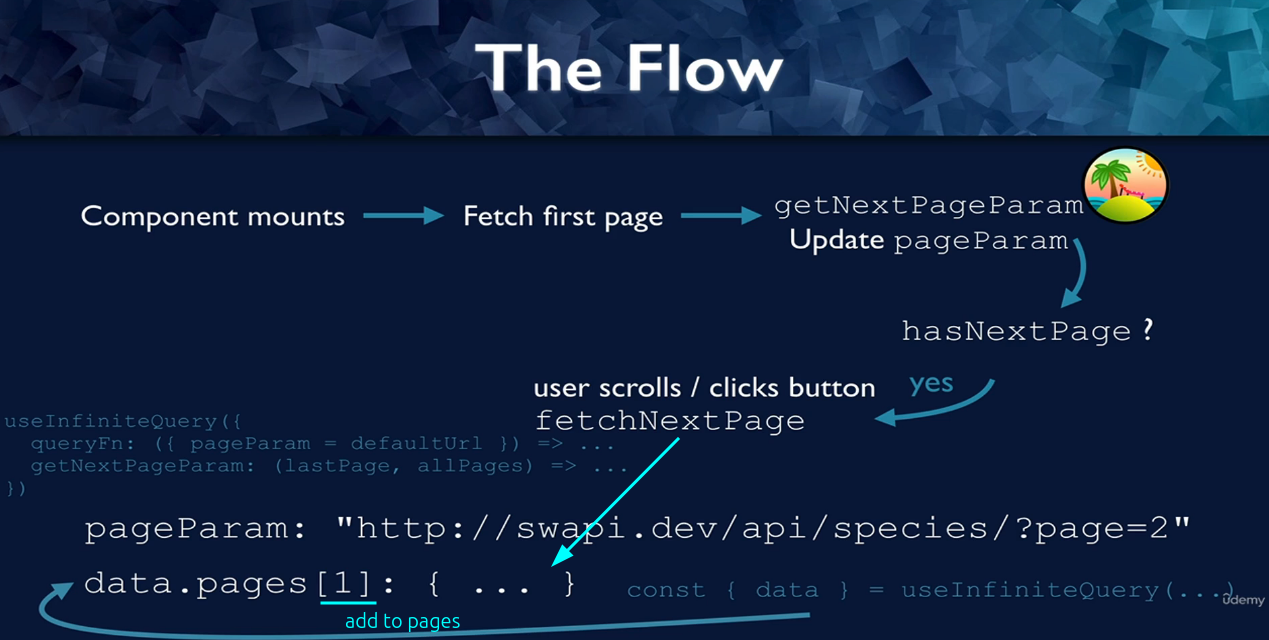 The Flow
Component mounts
Fetch first page
getNextPageParam
Update pageParam
hasNextPage ?
yes
user scrolls / clicks button
fetchNextPage
useInfiniteQuery({
queryFn: ({ pageParam = defaultUrl }) => ...
getNextPageParam: (lastPage, allPages) => ...
})
pageParam: "http://swapi.dev/api/species/?page=2"
data.pages[1]: { ... }
const { data } = useInfiniteQuery(...)
add to pages
ûdemy